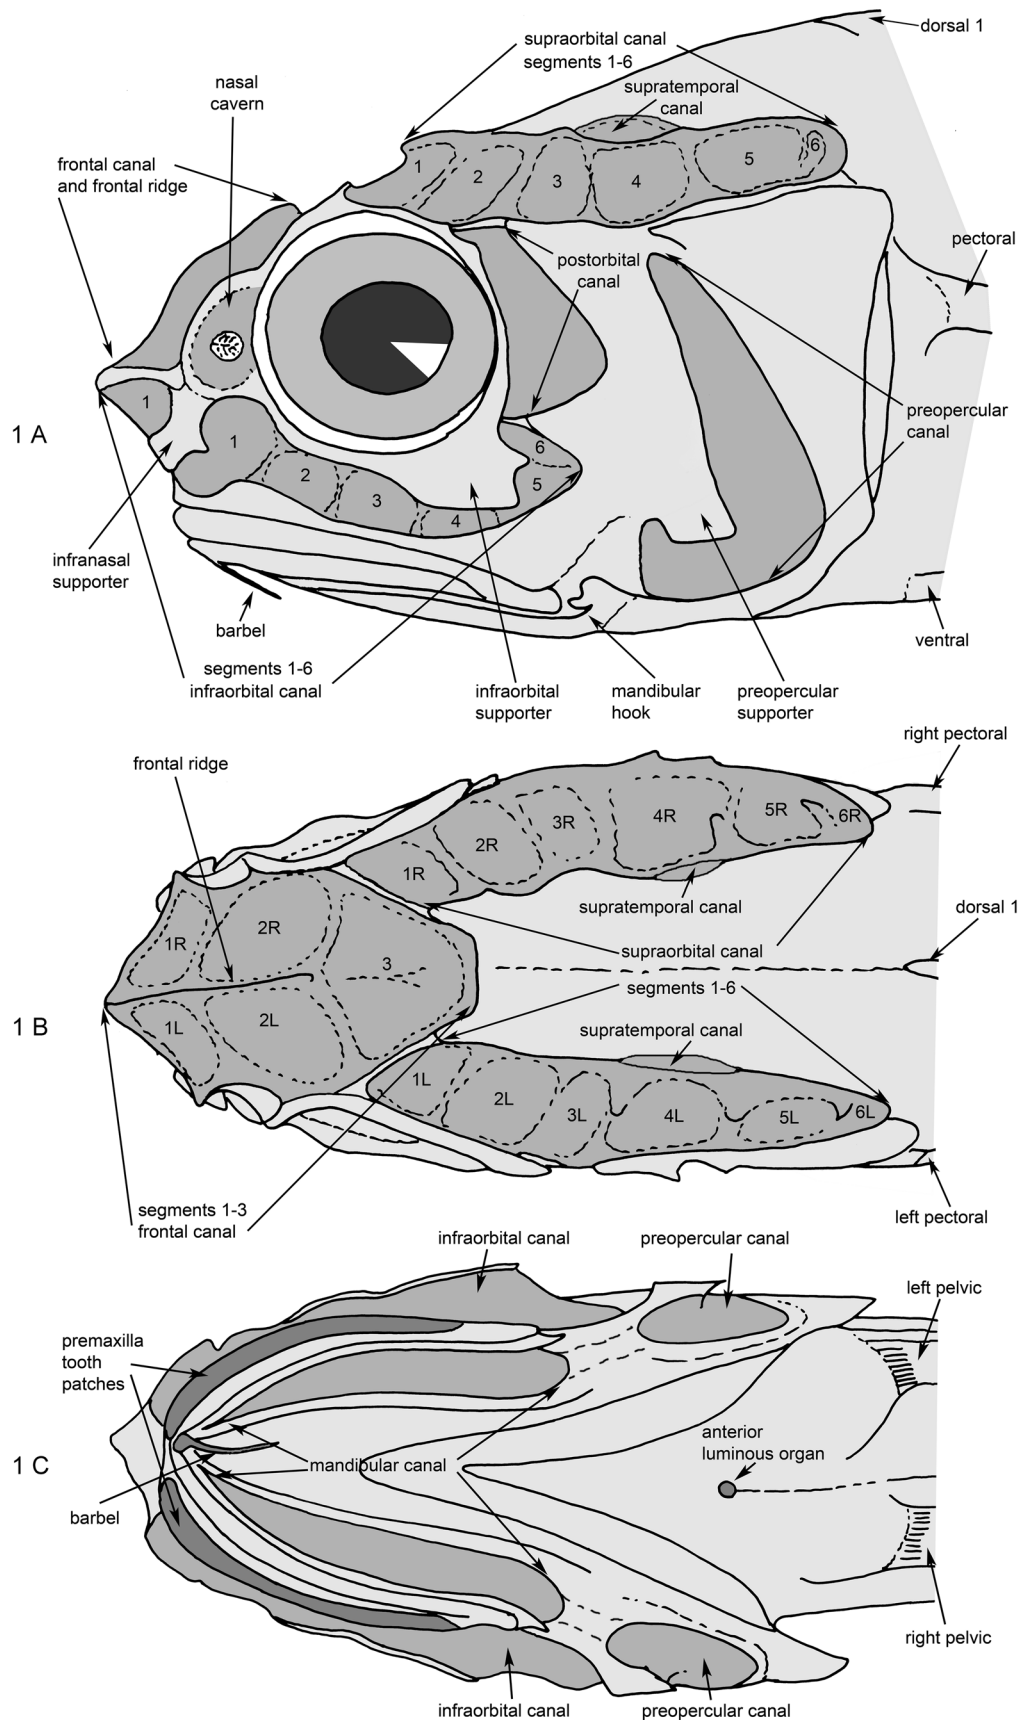 dorsal 1
supraorbital canal
segments 1-6
supratemporal
canal
nasal
cavern
frontal canal
and frontal ridge
1
2
3
4
5
6
pectoral
postorbital
canal
1
1
2
3
4
5
6
preopercular
canal
1 A
infranasal
supporter
barbel
ventral
segments 1-6
infraorbital canal
infraorbital
supporter
mandibular
hook
preopercular
supporter
right pectoral
frontal ridge
1R
2R
3R
4R
5R
6R
supratemporal canal
dorsal 1
1R
2R
3
supraorbital canal
segments 1-6
1 B
1L
2L
supratemporal canal
1L
2L
3L
4L
5L
6L
segments 1-3
frontal canal
left pectoral
infraorbital canal
preopercular canal
left pelvic
premaxilla
tooth
patches
anterior
luminous organ
1 C
mandibular canal
barbel
right pelvic
infraorbital canal
preopercular canal